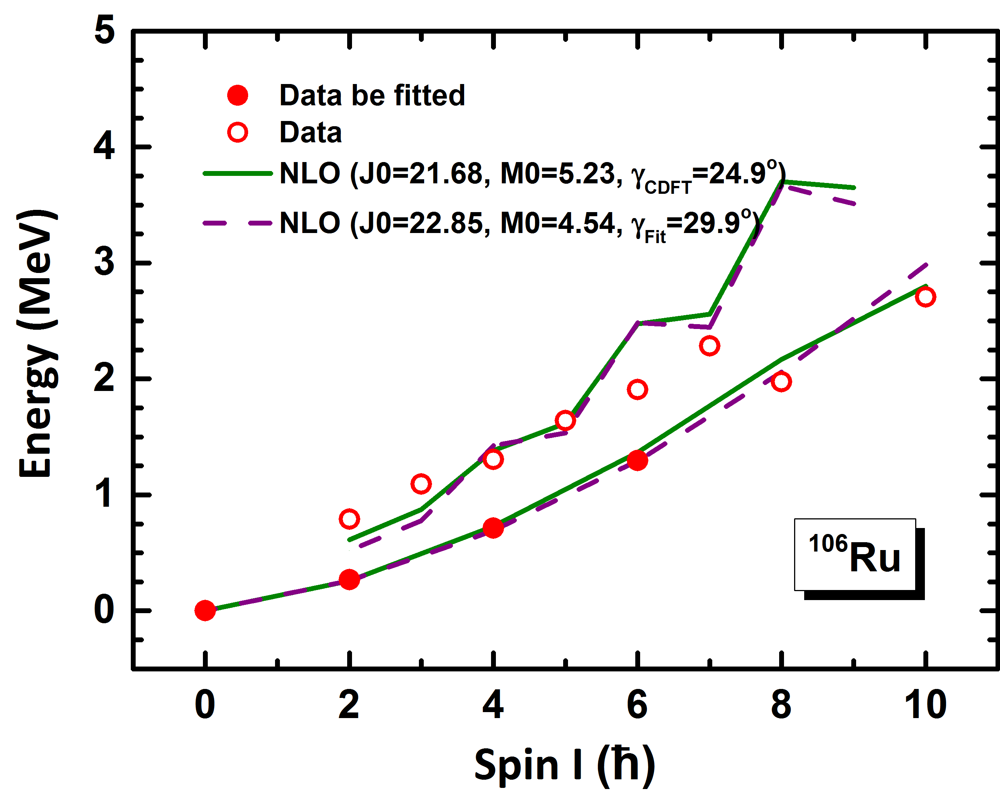 5
4
3
2
1
0
Energy (MeV)
Data be fitted
Data
NLO (J0=21.68, M0=5.23, γCDFT=24.9o)
NLO (J0=22.85, M0=4.54, γFit=29.9o)
106Ru
0 2 4 6 8 10
Spin I (ħ)